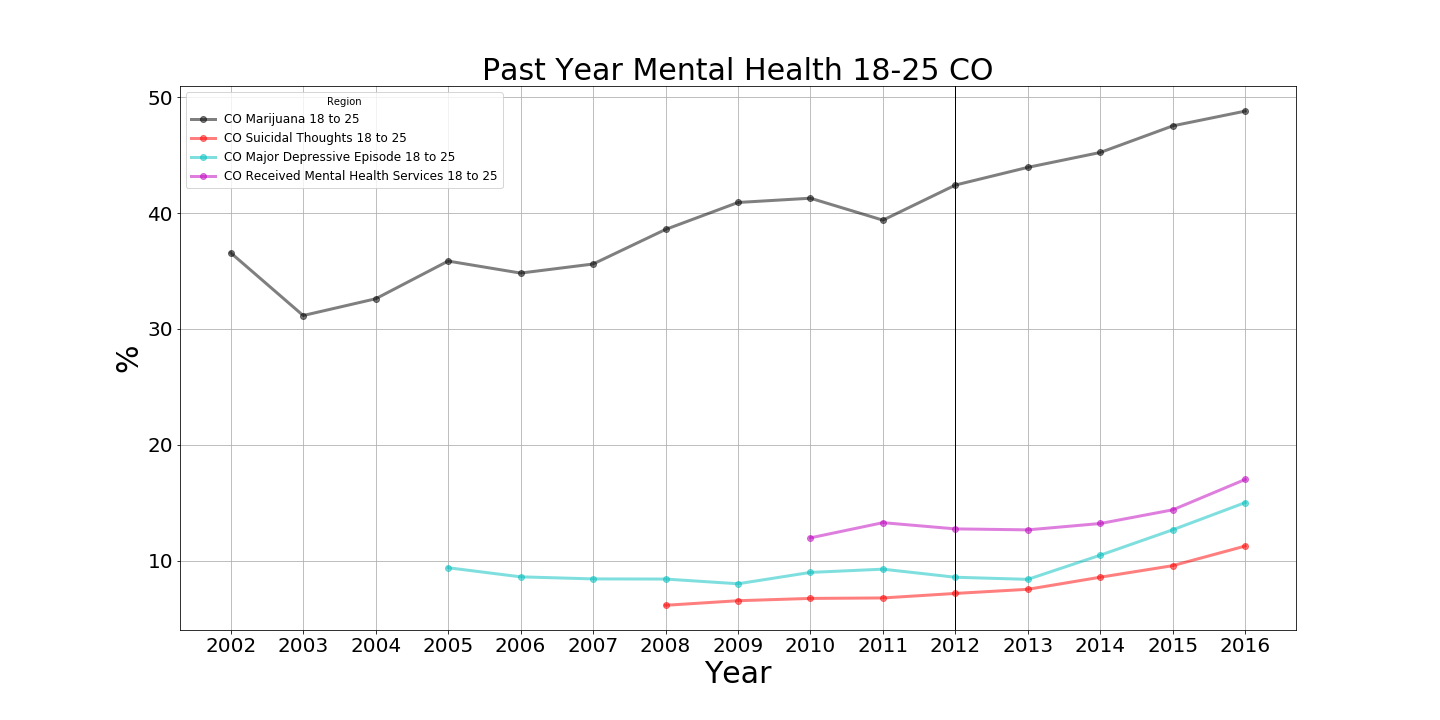 Past Year Mental Health 18-25 CO
Region
CO Marijuana 18 to 25
CO Suicidal Thoughts 18 to 25
CO Major Depressive Episode 18 to 25
CO Received Mental Health Services 18 to 25
50
40
30
20
10
%
2002 2003 2004 2005 2006 2007 2008 2009 2010 2011 2012 2013 2014 2015 2016
Year